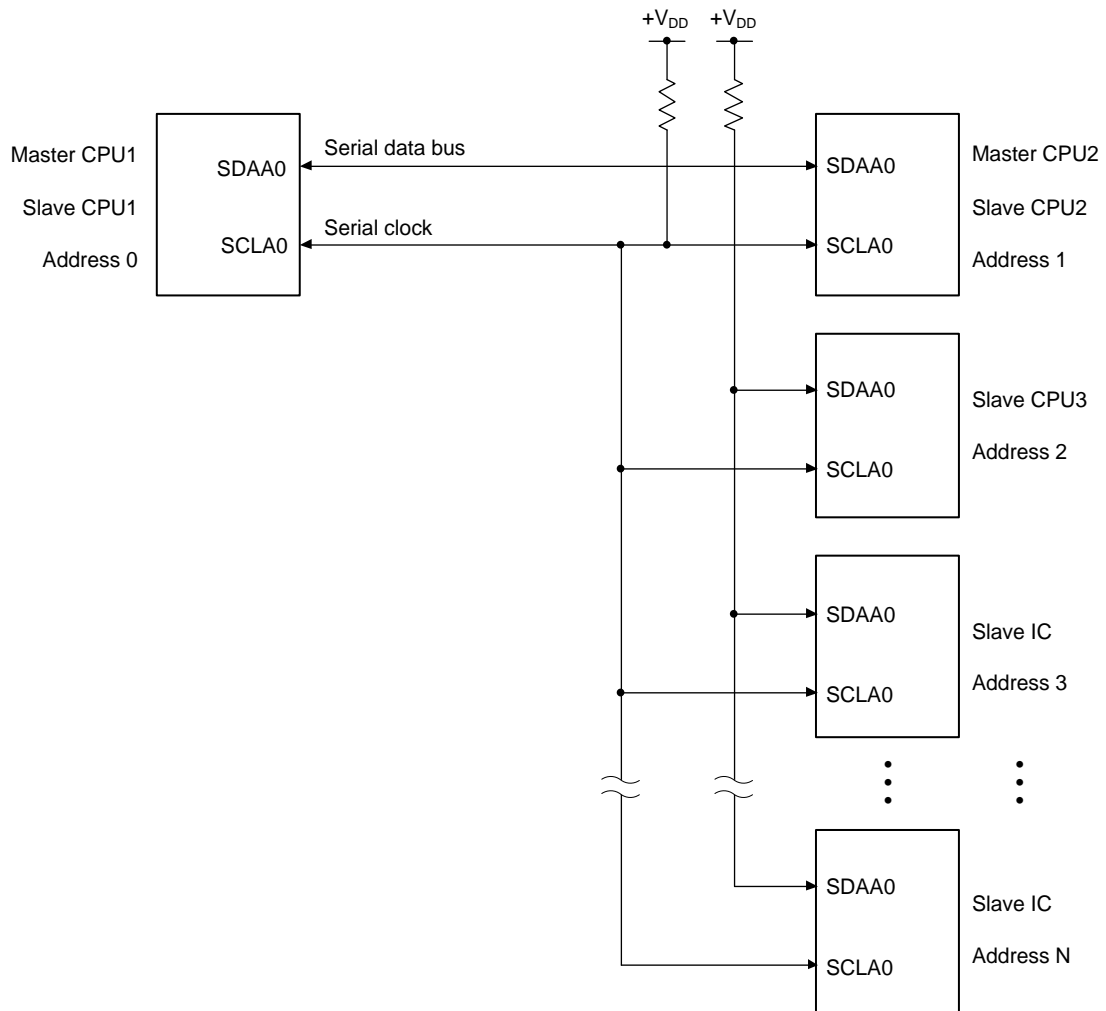 +VDD +VDD
Master CPU1
Slave CPU1
Address 0
SDAA0
SCLA0
Serial data bus
Serial clock
SDAA0
SCLA0
Master CPU2
Slave CPU2
Address 1
SDAA0
SCLA0
Slave CPU3
Address 2
SDAA0
SCLA0
Slave IC
Address 3
SDAA0
SCLA0
Slave IC
Address N